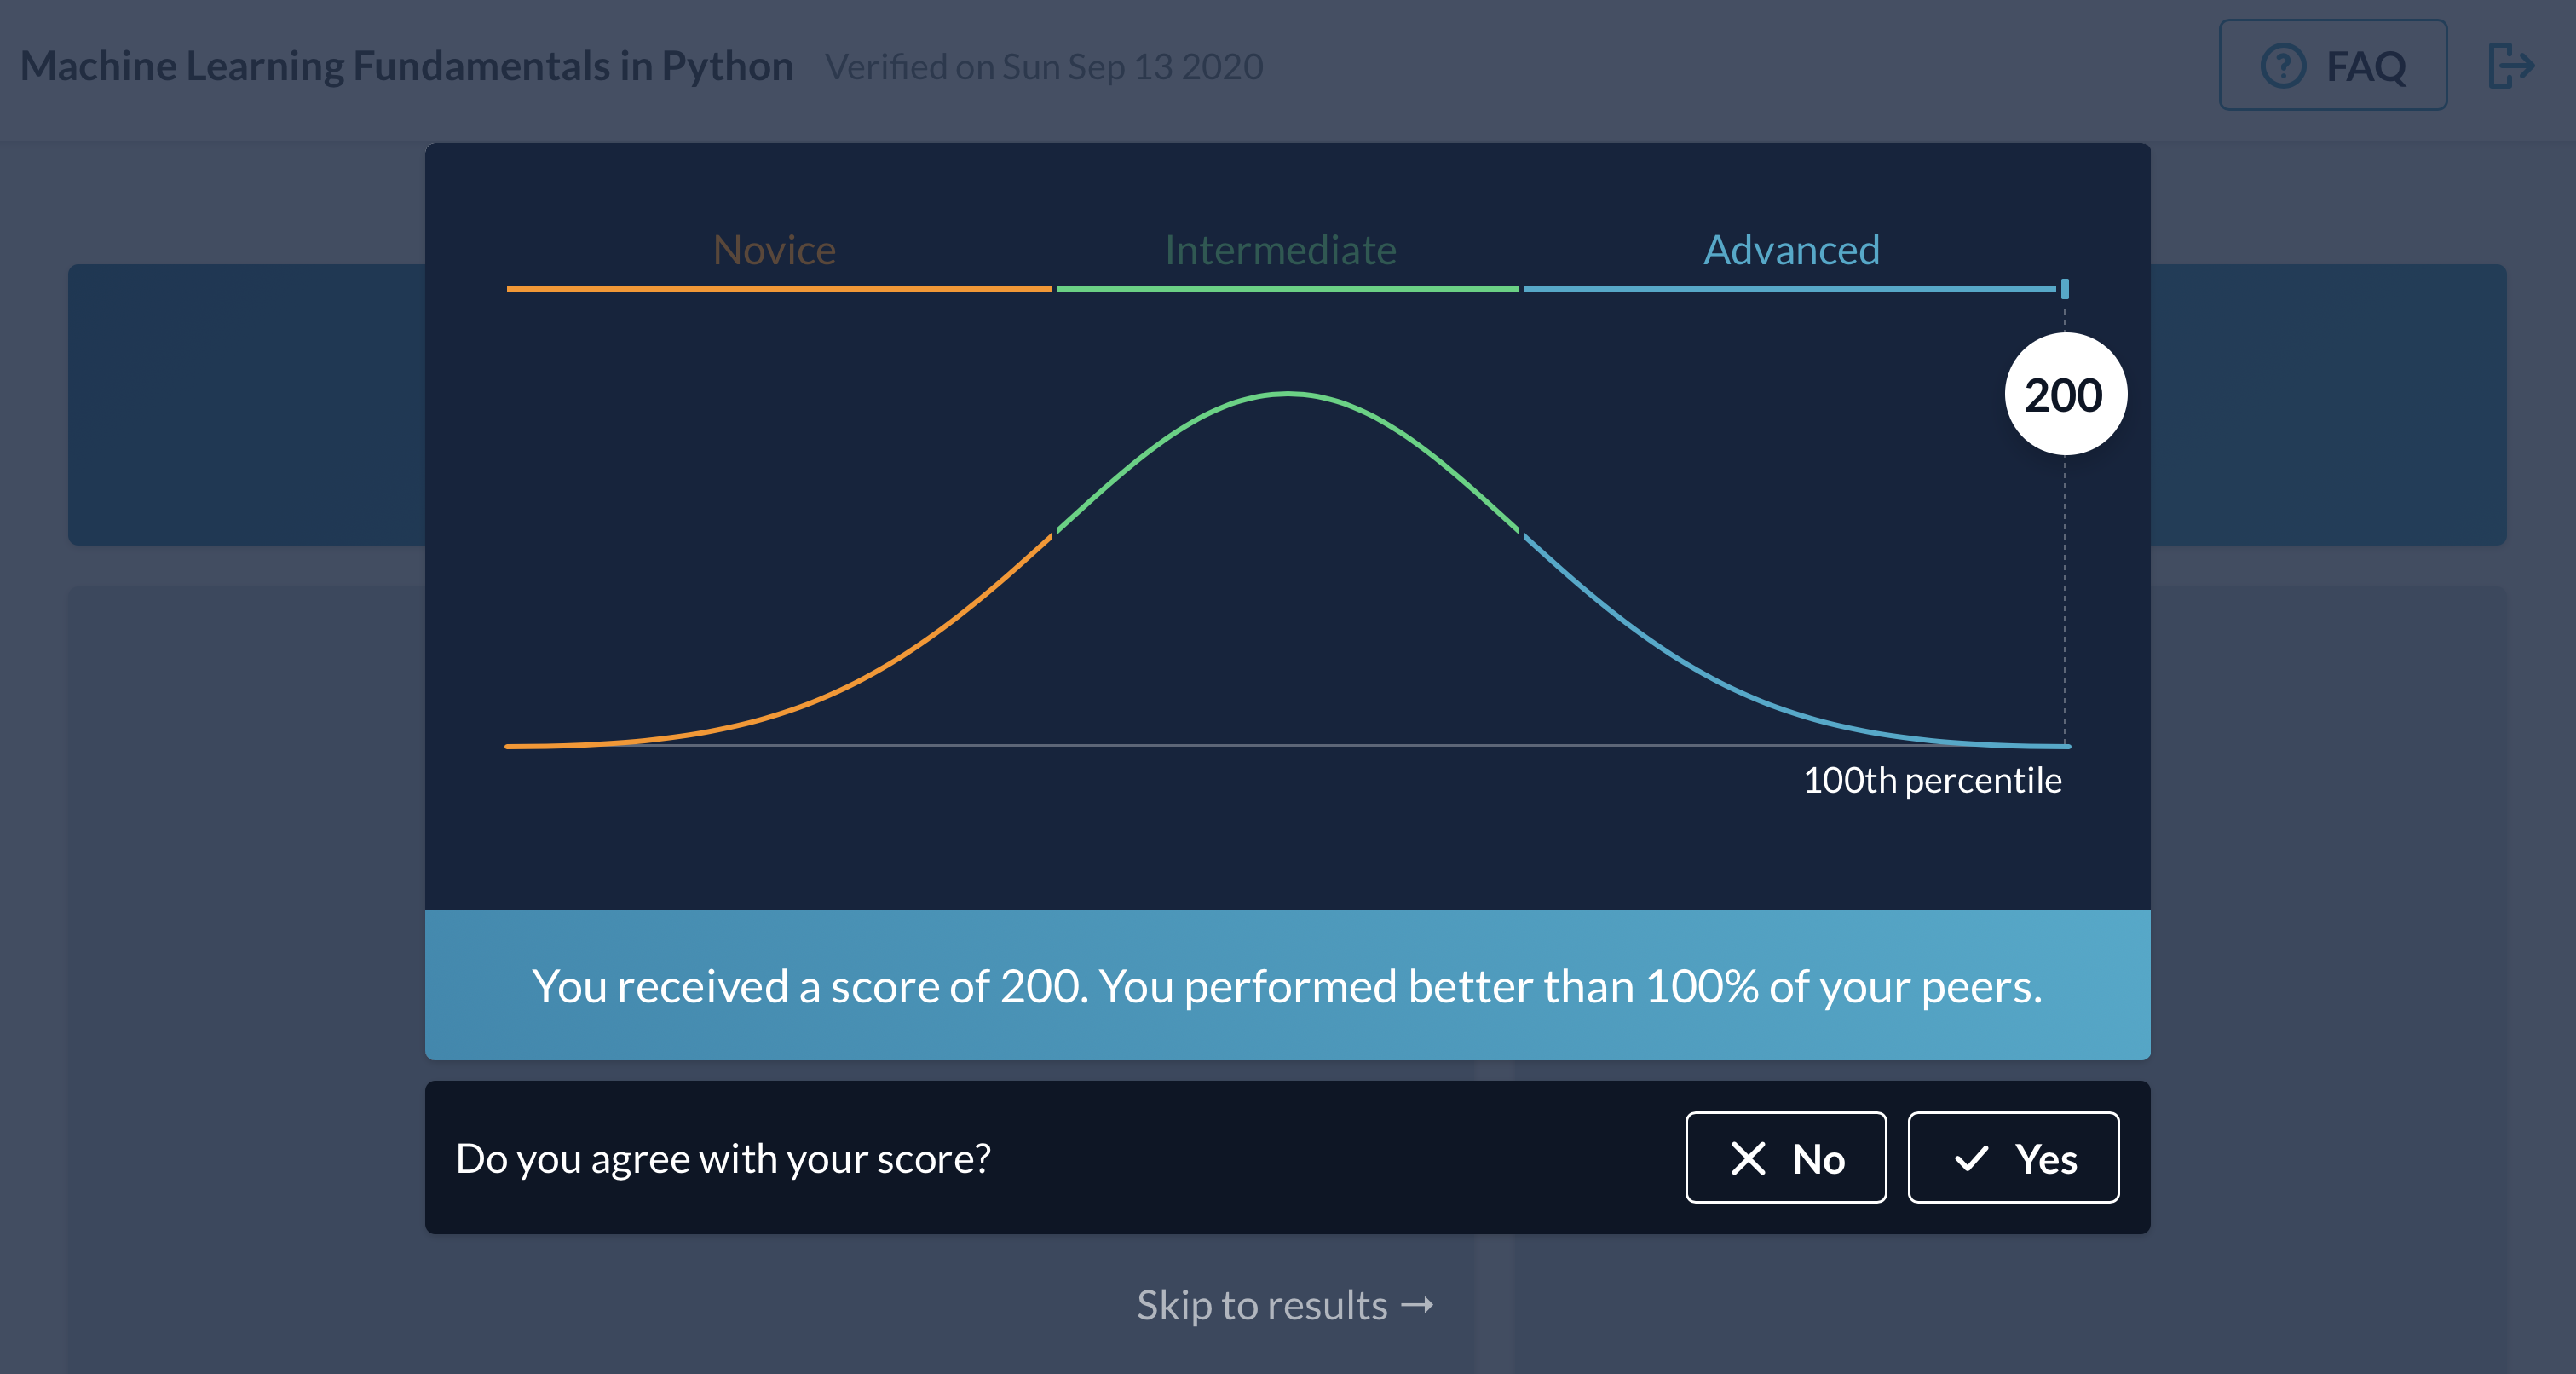 Machine Learning Fundamentals in Python Verified on Sun Sep 13 2020 FAQ
Novice Intermediate Advanced
200
100th percentile
You received a score of 200. You performed better than 100% of your peers.
Do you agree with your score? No Yes
Skip to results →